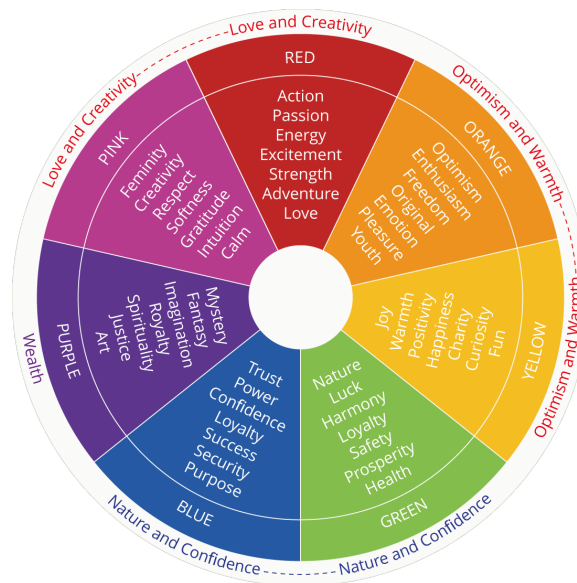 Love and Creativity
RED
Action
Passion
Energy
Excitement
Strength
Adventure
Love
Optimism and Warmth
ORANGE
Optimism
Enthusiasm
Freedom
Original
Emotion
Pleasure
Youth
Optimism and Warmth
YELLOW
Joy
Warmth
Positivity
Happiness
Charity
Curiosity
Fun
Nature and Confidence
GREEN
Nature
Luck
Harmony
Loyalty
Safety
Prosperity
Health
Nature and Confidence
BLUE
Trust
Power
Confidence
Loyalty
Success
Security
Purpose
Wealth
PURPLE
Mystery
Fantasy
Imagination
Royalty
Spirituality
Justice
Art
Love and Creativity
PINK
Feminity
Creativity
Respect
Softness
Gratitude
Intuition
Calm